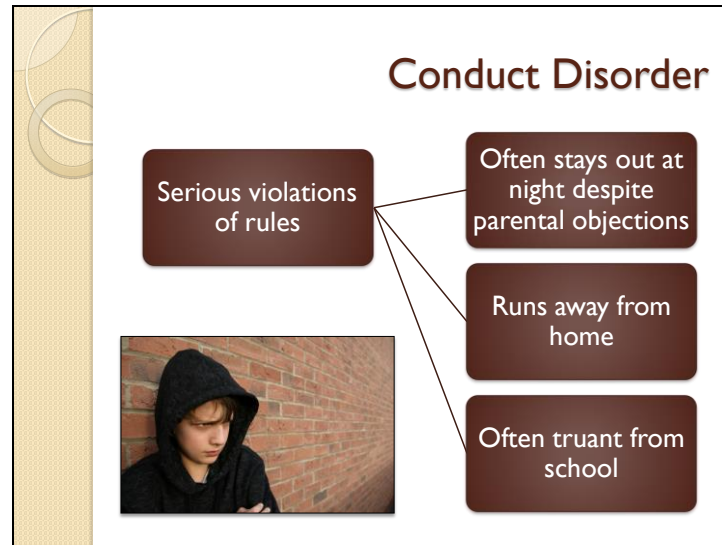 Conduct Disorder
Serious violations
of rules
Often stays out at
night despite
parental objections
Runs away from
home
Often truant from
school